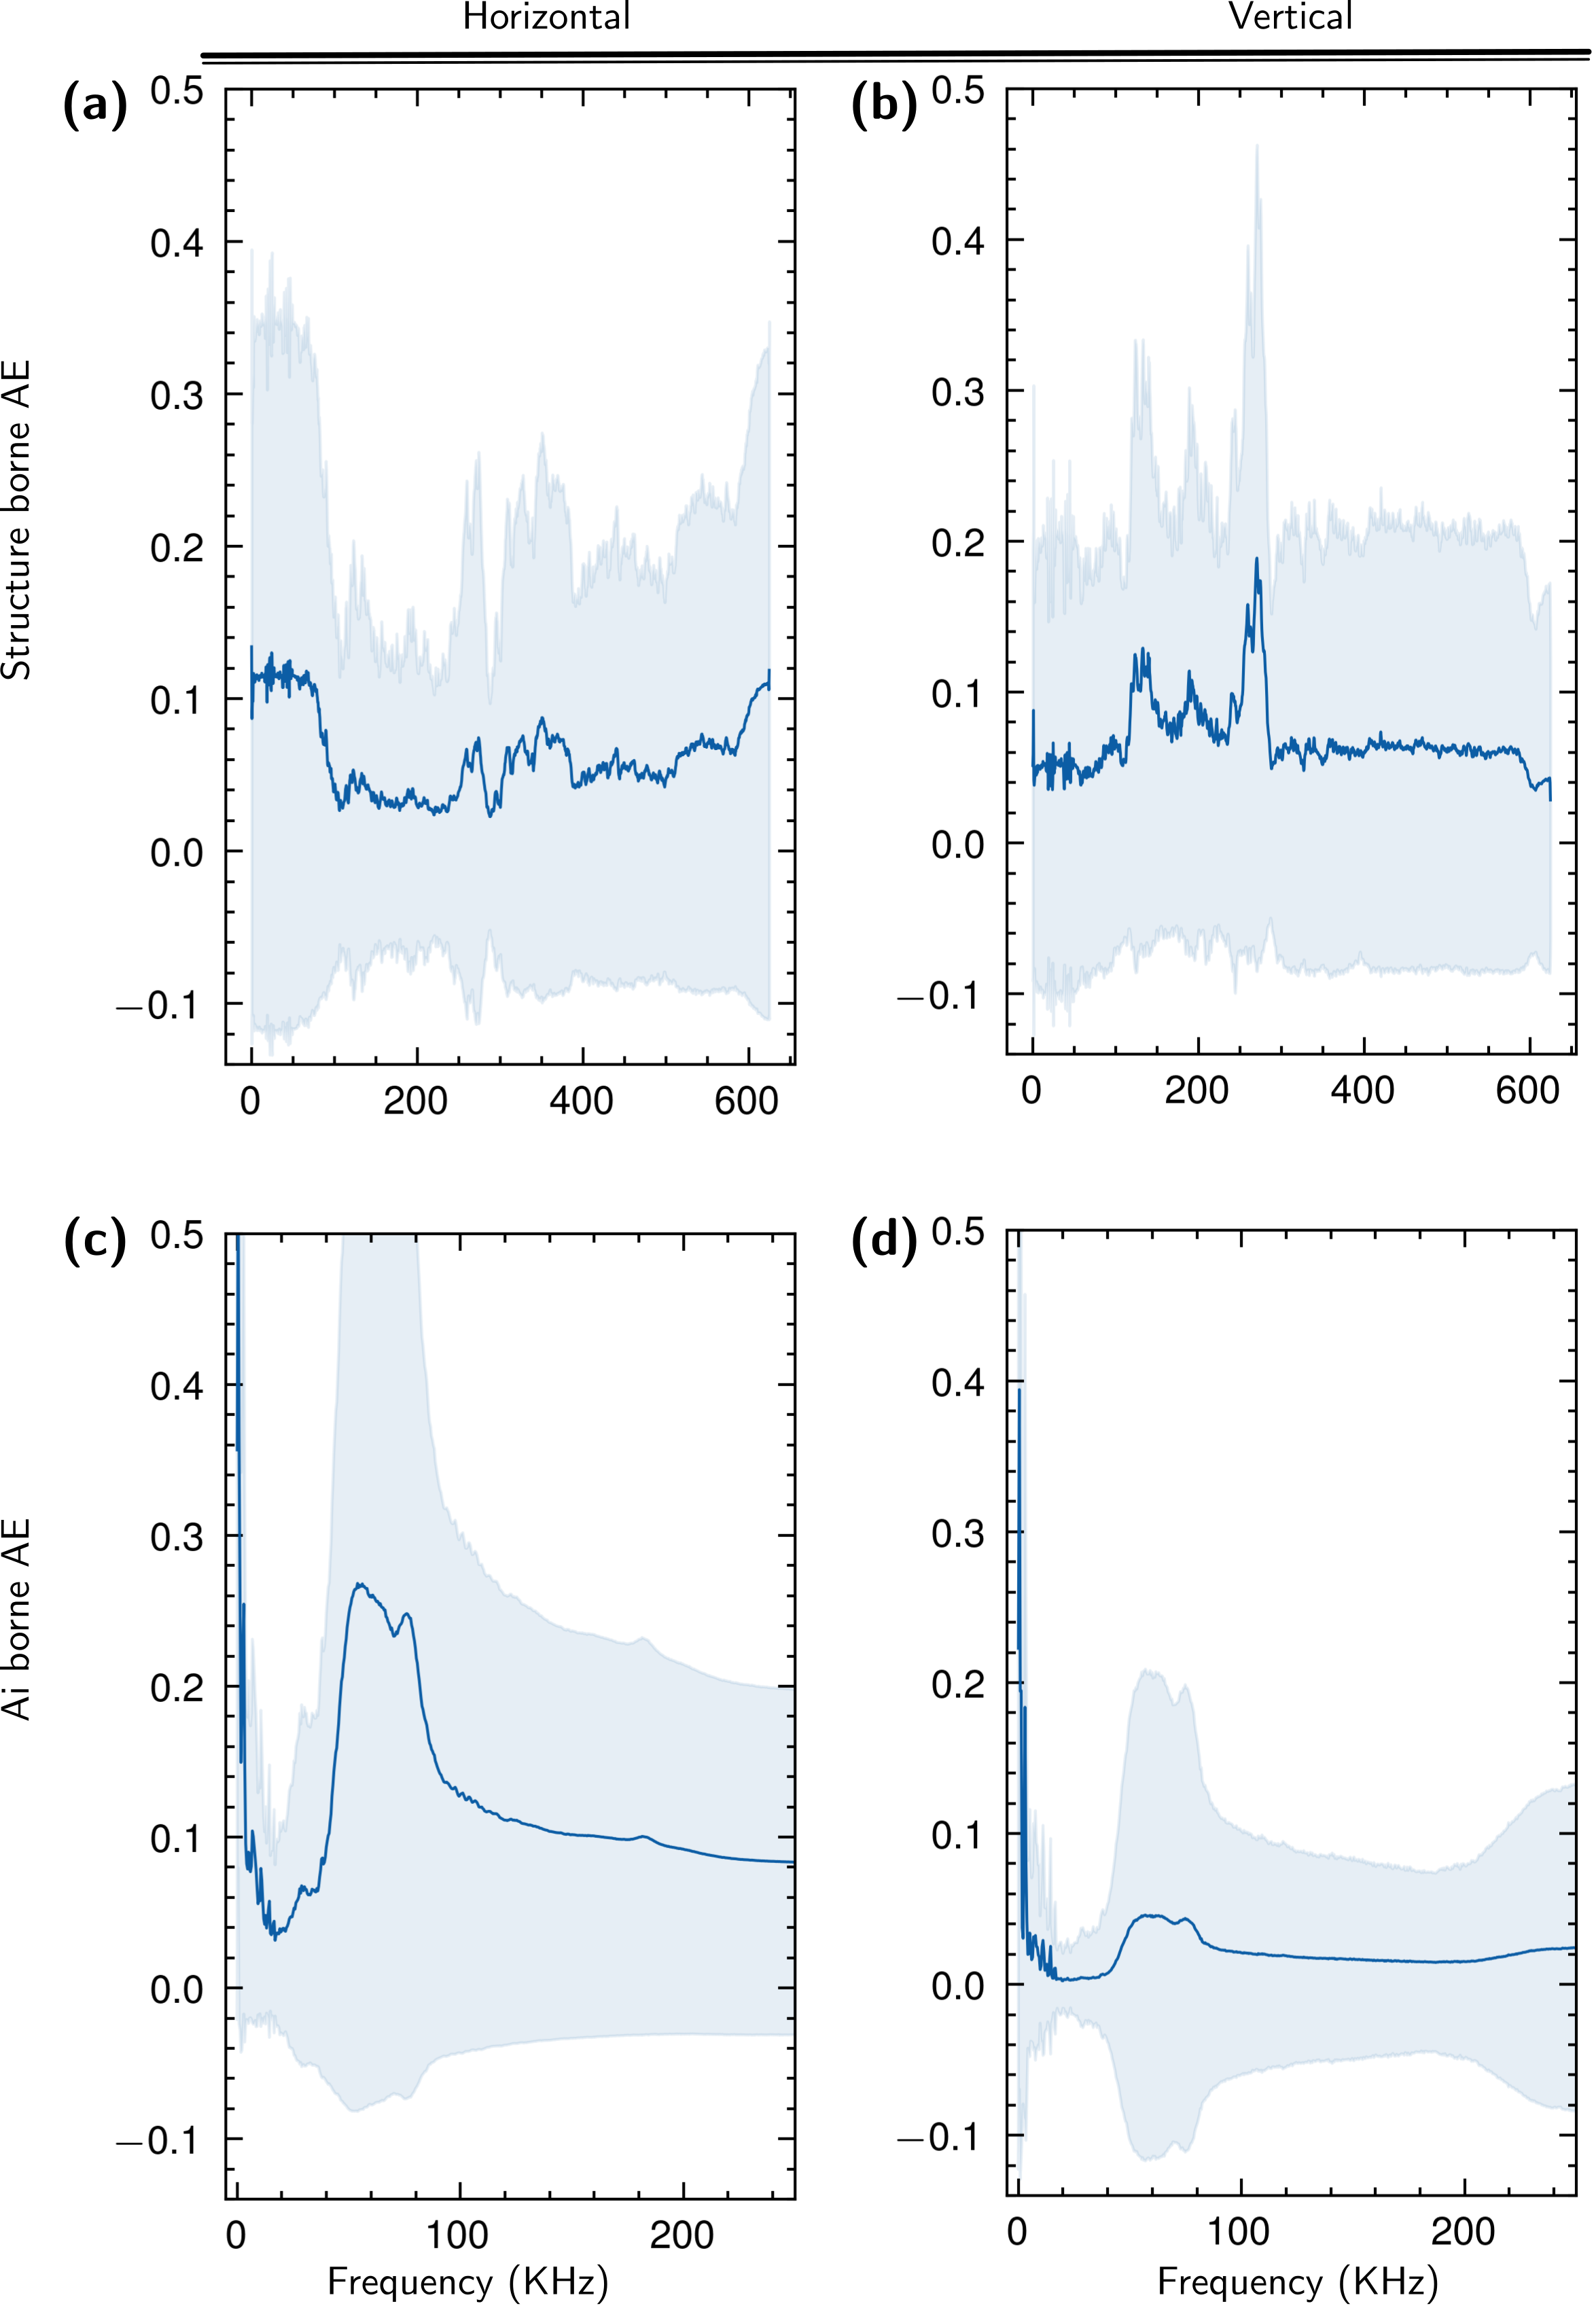 Horizontal Vertical
(a) (b)
Structure borne AE
0.5
0.4
0.3
0.2
0.1
0.0
−0.1
0 200 400 600
0.5
0.4
0.3
0.2
0.1
0.0
−0.1
0 200 400 600
(c) (d)
Ai borne AE
0.5
0.4
0.3
0.2
0.1
0.0
−0.1
0 100 200
Frequency (KHz)
0.5
0.4
0.3
0.2
0.1
0.0
−0.1
0 100 200
Frequency (KHz)